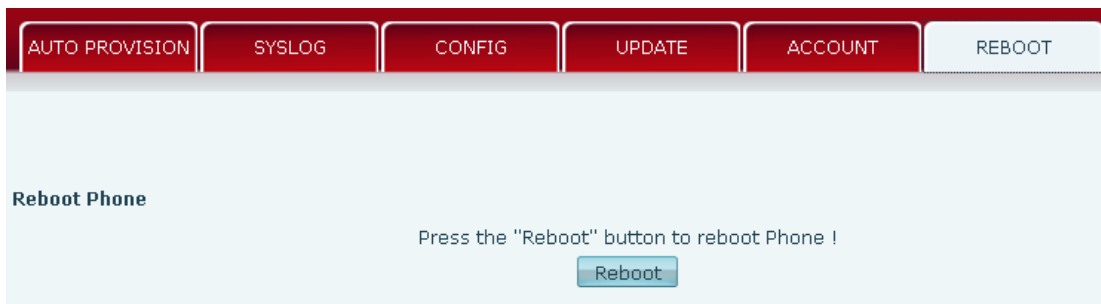 AUTO PROVISION SYSLOG CONFIG UPDATE ACCOUNT REBOOT
Reboot Phone
Press the "Reboot" button to reboot Phone !
Reboot